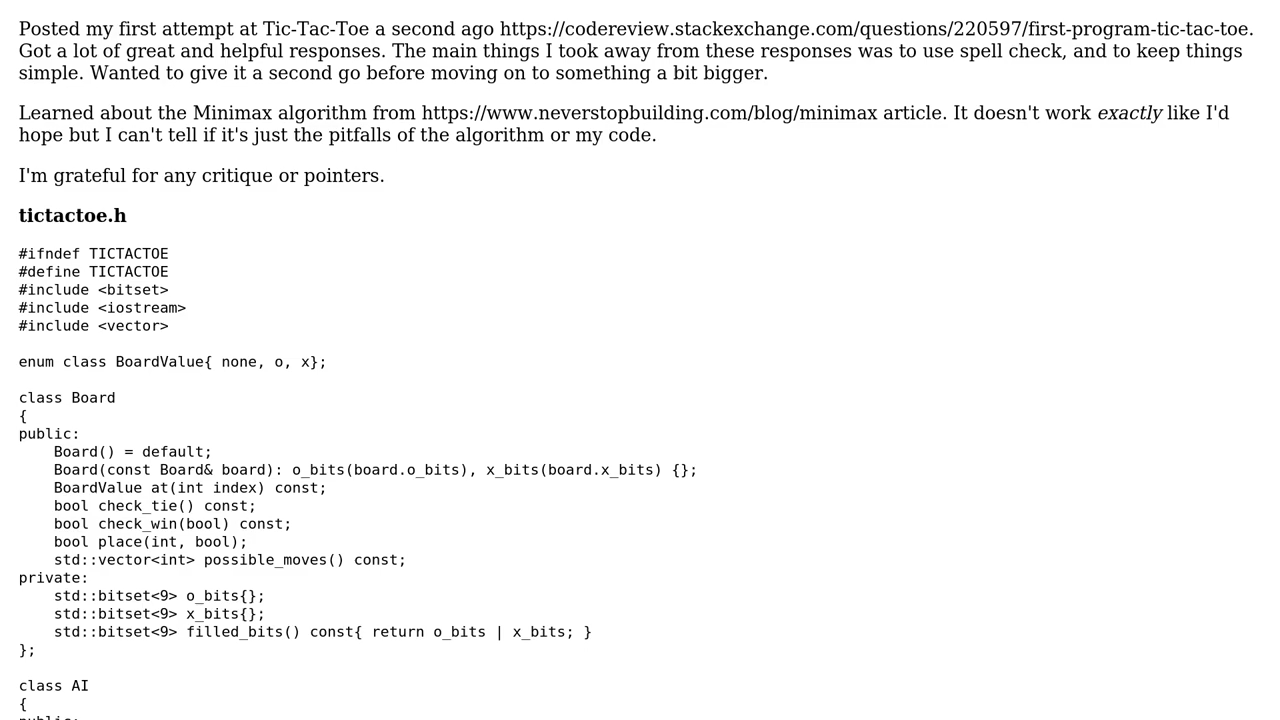 Posted my first attempt at Tic-Tac-Toe a second ago https://codereview.stackexchange.com/questions/220597/first-program-tic-tac-toe.
Got a lot of great and helpful responses. The main things I took away from these responses was to use spell check, and to keep things
simple. Wanted to give it a second go before moving on to something a bit bigger.
Learned about the Minimax algorithm from https://www.neverstopbuilding.com/blog/minimax article. It doesn't work exactly like I'd
hope but I can't tell if it's just the pitfalls of the algorithm or my code.
I'm grateful for any critique or pointers.
tictactoe.h
#ifndef TICTACTOE
#define TICTACTOE
#include <bitset>
#include <iostream>
#include <vector>
enum class BoardValue{ none, o, x};
class Board
{
public:
    Board() = default;
    Board(const Board& board): o_bits(board.o_bits), x_bits(board.x_bits) {};
    BoardValue at(int index) const;
    bool check_tie() const;
    bool check_win(bool) const;
    bool place(int, bool);
    std::vector<int> possible_moves() const;
private:
    std::bitset<9> o_bits{};
    std::bitset<9> x_bits{};
    std::bitset<9> filled_bits() const{ return o_bits | x_bits; }
};
class AI
{
public: